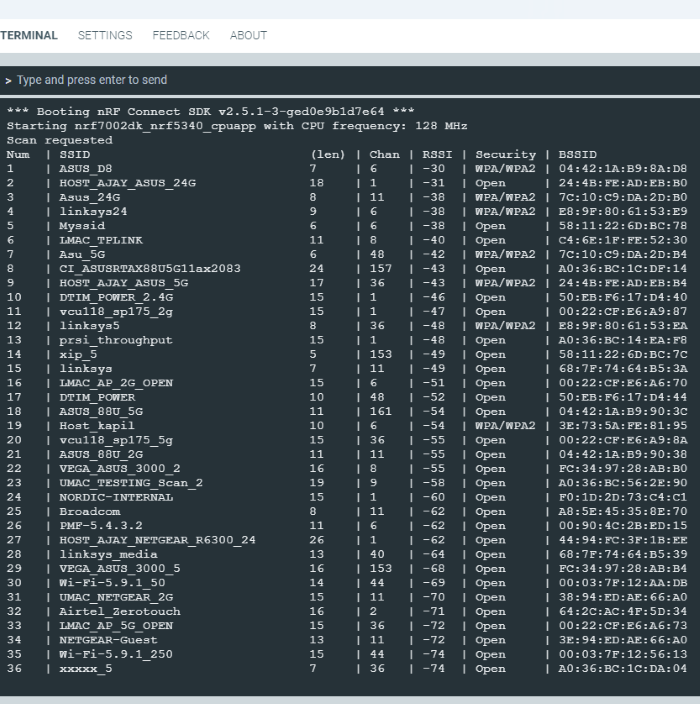 TERMINAL SETTINGS FEEDBACK ABOUT
> Type and press enter to send
*** Booting nRF Connect SDK v2.5.1-3-ged0e9b1d7e64 ***
Starting nrf7002dk_nrf5340_cpuapp with CPU frequency: 128 MHz
Scan requested
Num | SSID (len) | Chan | RSSI | Security | BSSID
1 | ASUS_D8 7 | 6 | -30 | WPA/WPA2 | 04:42:1A:B9:8A:D8
2 | HOST_AJAY_ASUS_24G 18 | 1 | -31 | Open | 24:4B:FE:AD:EB:B0
3 | Asus_24G 8 | 11 | -38 | WPA/WPA2 | 7C:10:C9:DA:2D:B0
4 | linksys24 9 | 6 | -38 | WPA/WPA2 | E8:9F:80:61:53:E9
5 | Myssid 6 | 6 | -38 | Open | 58:11:22:6D:BC:78
6 | LMAC_TPLINK 11 | 8 | -40 | Open | C4:6E:1F:FE:52:30
7 | Asu_5G 6 | 48 | -42 | WPA/WPA2 | 7C:10:C9:DA:2D:B4
8 | CI_ASUSRTAX88U5G11ax2083 24 | 157 | -43 | Open | A0:36:BC:1C:DF:14
9 | HOST_AJAY_ASUS_5G 17 | 36 | -43 | WPA/WPA2 | 24:4B:FE:AD:EB:B4
10 | DTIM_POWER_2.4G 15 | 1 | -46 | Open | 50:EB:F6:17:D4:40
11 | vcu118_sp175_2g 15 | 1 | -47 | Open | 00:22:CF:E6:A9:87
12 | linksys5 8 | 36 | -48 | WPA/WPA2 | E8:9F:80:61:53:EA
13 | prsi_throughput 15 | 1 | -48 | Open | A0:36:BC:14:EA:F8
14 | xip_5 5 | 153 | -49 | Open | 58:11:22:6D:BC:7C
15 | linksys 7 | 11 | -49 | Open | 68:7F:74:64:B5:3A
16 | LMAC_AP_2G_OPEN 15 | 6 | -51 | Open | 00:22:CF:E6:A6:70
17 | DTIM_POWER 10 | 48 | -52 | Open | 50:EB:F6:17:D4:44
18 | ASUS_88U_5G 11 | 161 | -54 | Open | 04:42:1A:B9:90:3C
19 | Host_kapil 10 | 6 | -54 | WPA/WPA2 | 3E:73:5A:FE:81:95
20 | vcu118_sp175_5g 15 | 36 | -55 | Open | 00:22:CF:E6:A9:8A
21 | ASUS_88U_2G 11 | 11 | -55 | Open | 04:42:1A:B9:90:38
22 | VEGA_ASUS_3000_2 16 | 8 | -55 | Open | FC:34:97:28:AB:B0
23 | UMAC_TESTING_Scan_2 19 | 9 | -58 | Open | A0:36:BC:56:2E:90
24 | NORDIC-INTERNAL 15 | 1 | -60 | Open | F0:1D:2D:73:C4:C1
25 | Broadcom 8 | 11 | -62 | Open | A8:5E:45:35:8E:70
26 | PMF-5.4.3.2 11 | 6 | -62 | Open | 00:90:4C:2B:ED:15
27 | HOST_AJAY_NETGEAR_R6300_24 26 | 1 | -62 | Open | 44:94:FC:3F:1B:EE
28 | linksys_media 13 | 40 | -64 | Open | 68:7F:74:64:B5:39
29 | VEGA_ASUS_3000_5 16 | 153 | -68 | Open | FC:34:97:28:AB:B4
30 | Wi-Fi-5.9.1_50 14 | 44 | -69 | Open | 00:03:7F:12:AA:DB
31 | UMAC_NETGEAR_2G 15 | 11 | -70 | Open | 38:94:ED:AE:66:A0
32 | Airtel_Zerotouch 16 | 2 | -71 | Open | 64:2C:AC:4F:5D:34
33 | LMAC_AP_5G_OPEN 15 | 36 | -72 | Open | 00:22:CF:E6:A6:73
34 | NETGEAR-Guest 13 | 11 | -72 | Open | 3E:94:ED:AE:66:A0
35 | Wi-Fi-5.9.1_250 15 | 44 | -74 | Open | 00:03:7F:12:56:13
36 | xxxxx_5 7 | 36 | -74 | Open | A0:36:BC:1C:DA:04